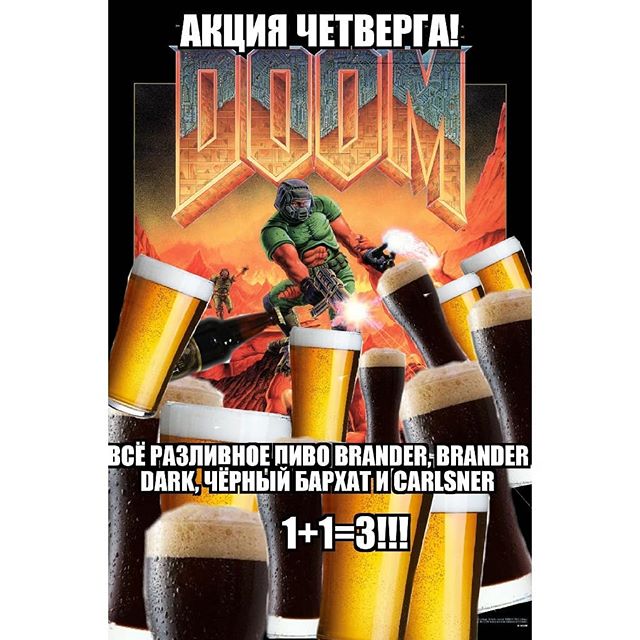 АКЦИЯ ЧЕТВЕРГА!
DOOM
ВСЁ РАЗЛИВНОЕ ПИВО BRANDER, BRANDER
DARK, ЧЁРНЫЙ БАРХАТ И CARLSNER
1+1=3!!!